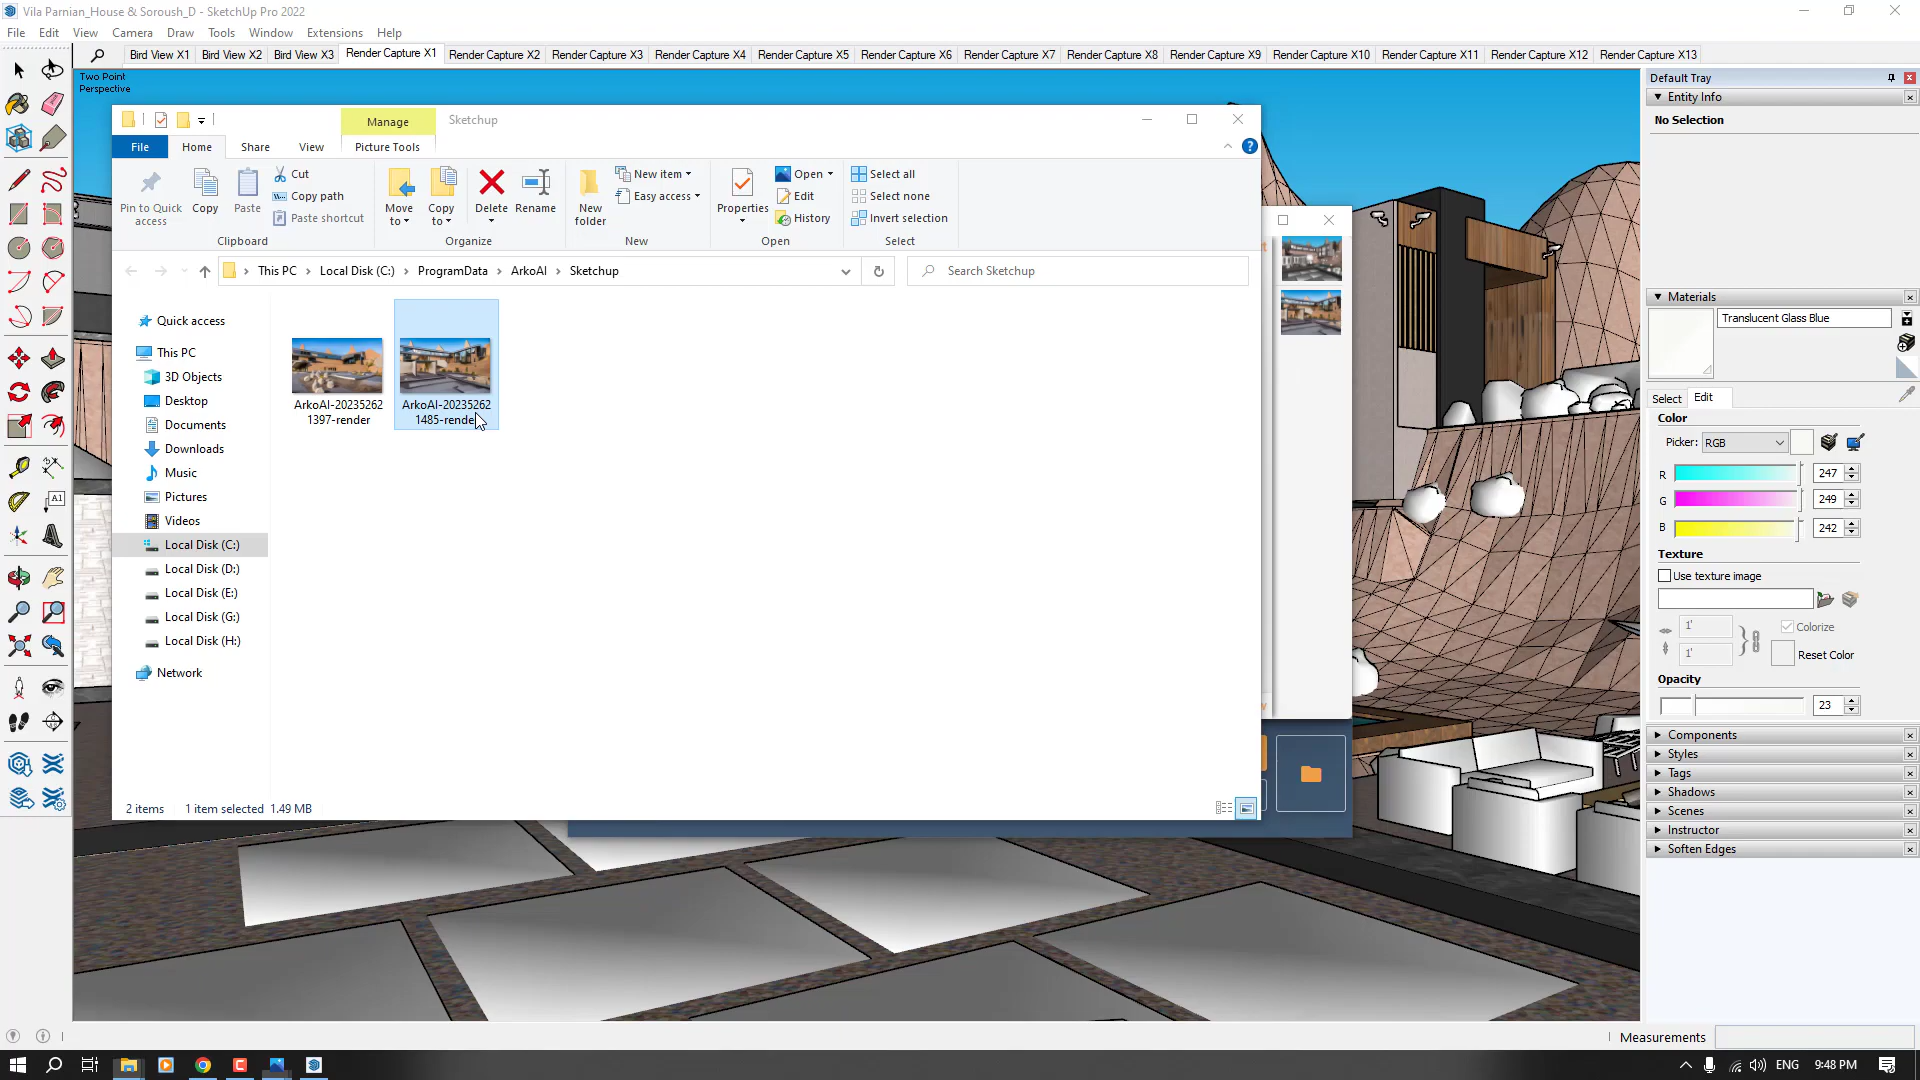 Vila Parnian_House & Soroush_D - SketchUp Pro 2022
File Edit View Camera Draw Tools Window Extensions Help
Bird View X1 Bird View X2 Bird View X3 Render Capture X1 Render Capture X2 Render Capture X3 Render Capture X4 Render Capture X5 Render Capture X6 Render Capture X7 Render Capture X8 Render Capture X9 Render Capture X10 Render Capture X11 Render Capture X12 Render Capture X13
Two Point
Perspective
Manage Sketchup
File Home Share View Picture Tools
Pin to Quick access
Copy
Paste
Cut
Copy path
Paste shortcut
Clipboard
Move to
Copy to
Delete
Rename
Organize
New folder
New item
Easy access
New
Properties
Open
Edit
History
Open
Select all
Select none
Invert selection
Select
This PC Local Disk (C:) ProgramData ArkoAI Sketchup
Search Sketchup
Quick access
This PC
3D Objects
Desktop
Documents
Downloads
Music
Pictures
Videos
Local Disk (C:)
Local Disk (D:)
Local Disk (E:)
Local Disk (G:)
Local Disk (H:)
Network
ArkoAI-20235262
1397-render
ArkoAI-20235262
1485-render
2 items 1 item selected 1.49 MB
Default Tray
Entity Info
No Selection
Materials
Translucent Glass Blue
Select Edit
Color
Picker: RGB
R 247
G 249
B 242
Texture
Use texture image
1'
Colorize
1'
Reset Color
Opacity
23
Components
Styles
Tags
Shadows
Scenes
Instructor
Soften Edges
A1
Measurements
ENG 9:48 PM